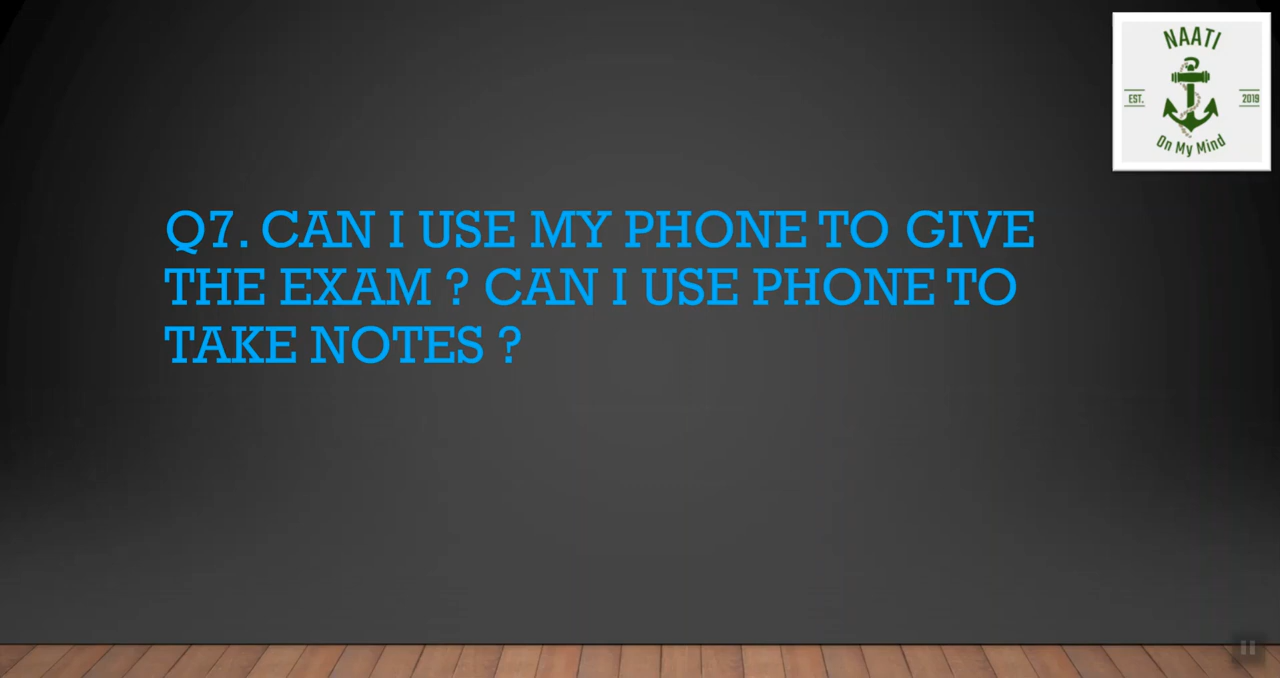 NAATI
EST. 2019
On My Mind
Q7. CAN I USE MY PHONE TO GIVE
THE EXAM ? CAN I USE PHONE TO
TAKE NOTES ?